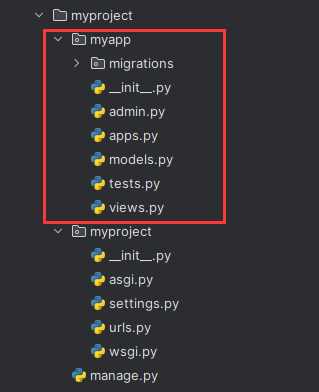 myproject
myapp
migrations
__init__.py
admin.py
apps.py
models.py
tests.py
views.py
myproject
__init__.py
asgi.py
settings.py
urls.py
wsgi.py
manage.py